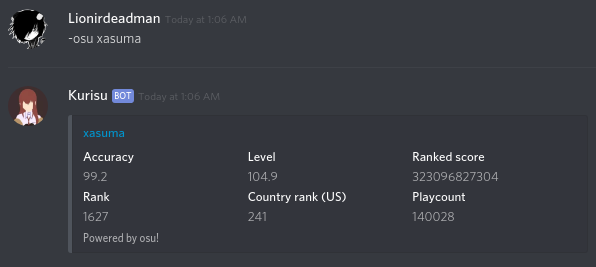 Lionirdeadman Today at 1:06 AM
-osu xasuma
Kurisu BOT Today at 1:06 AM
xasuma
Accuracy Level Ranked score
99.2 104.9 323096827304
Rank Country rank (US) Playcount
1627 241 140028
Powered by osu!